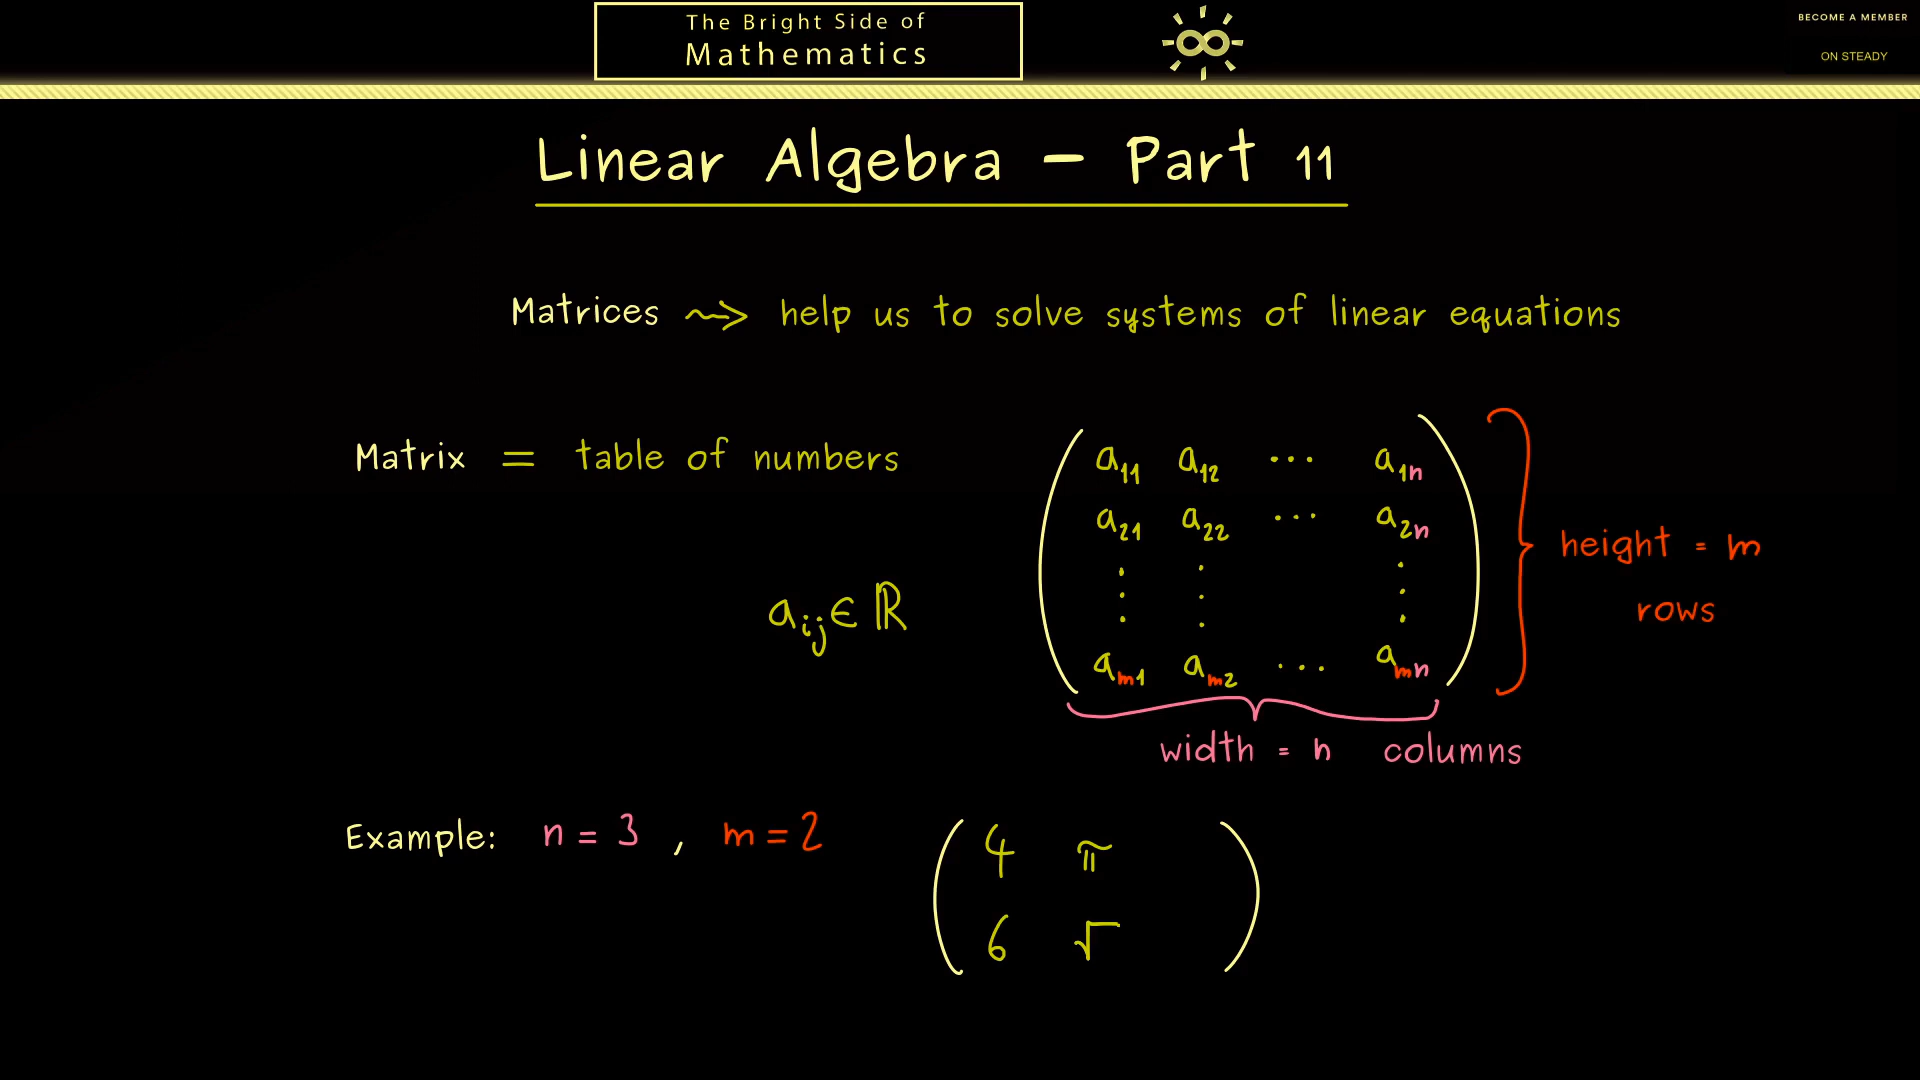 The Bright Side of
Mathematics
BECOME A MEMBER
ON STEADY
Linear Algebra – Part 11
Matrices ⇝ help us to solve systems of linear equations
Matrix = table of numbers
a₁₁ a₁₂ ··· a₁ₙ
a₂₁ a₂₂ ··· a₂ₙ
⋮ ⋮ ⋮
aₘ₁ aₘ₂ ··· aₘₙ
height = m
rows
a_ij ∈ ℝ
width = n columns
Example: n = 3 , m = 2
4 π
6 √